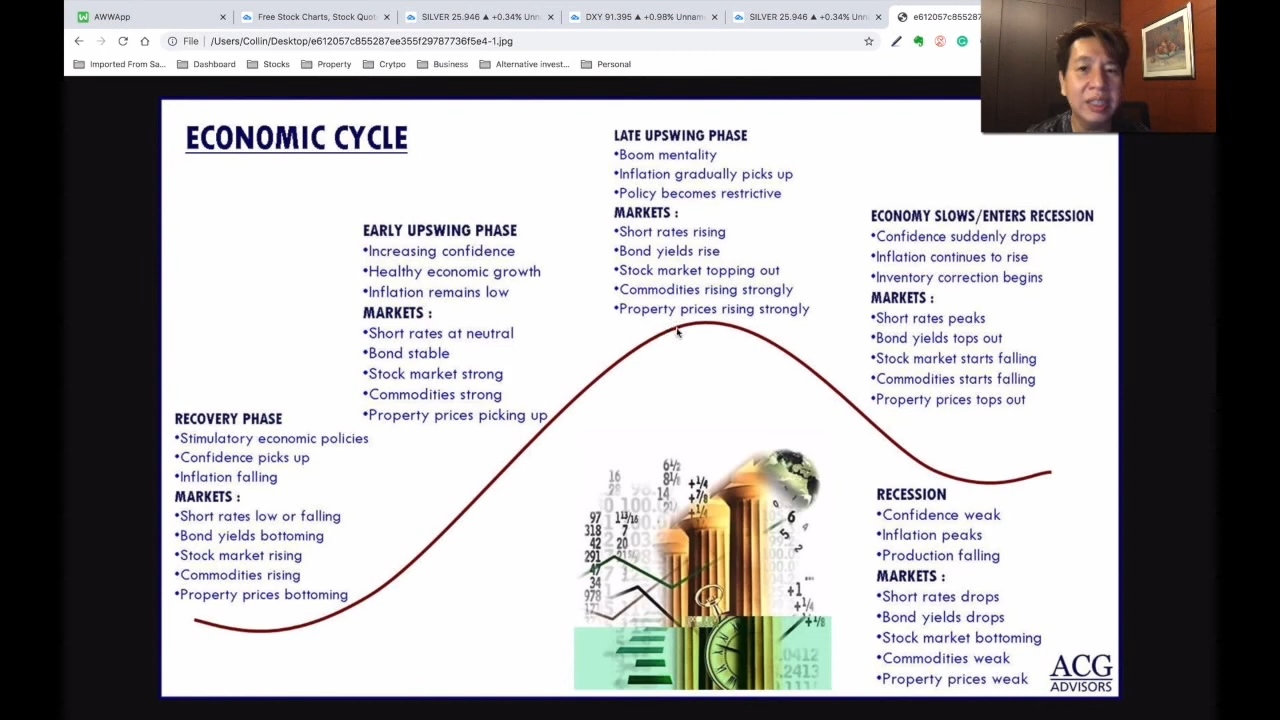 AWWApp
Free Stock Charts, Stock Quot
SILVER 25.946 ▲ +0.34% Unn
DXY 91.395 ▲ +0.98% Unnam
SILVER 25.946 ▲ +0.34% Unn
e612057c855287
File | /Users/Collin/Desktop/e612057c855287ee355f29787736f5e4-1.jpg
Imported From Sa...
Dashboard
Stocks
Property
Crytpo
Business
Alternative invest...
Personal
ECONOMIC CYCLE
RECOVERY PHASE
•Stimulatory economic policies
•Confidence picks up
•Inflation falling
MARKETS :
•Short rates low or falling
•Bond yields bottoming
•Stock market rising
•Commodities rising
•Property prices bottoming
EARLY UPSWING PHASE
•Increasing confidence
•Healthy economic growth
•Inflation remains low
MARKETS :
•Short rates at neutral
•Bond stable
•Stock market strong
•Commodities strong
•Property prices picking up
LATE UPSWING PHASE
•Boom mentality
•Inflation gradually picks up
•Policy becomes restrictive
MARKETS :
•Short rates rising
•Bond yields rise
•Stock market topping out
•Commodities rising strongly
•Property prices rising strongly
ECONOMY SLOWS/ENTERS RECESSION
•Confidence suddenly drops
•Inflation continues to rise
•Inventory correction begins
MARKETS :
•Short rates peaks
•Bond yields tops out
•Stock market starts falling
•Commodities starts falling
•Property prices tops out
RECESSION
•Confidence weak
•Inflation peaks
•Production falling
MARKETS :
•Short rates drops
•Bond yields drops
•Stock market bottoming
•Commodities weak
•Property prices weak
ACG
ADVISORS